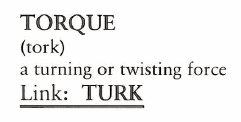 TORQUE
(tork)
a turning or twisting force
Link: TURK